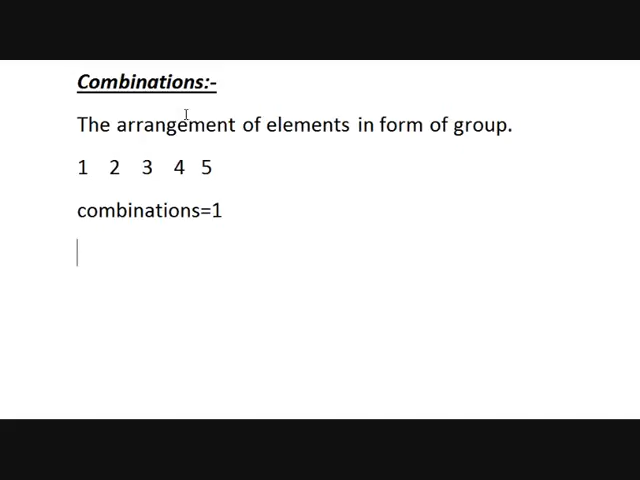 Combinations:-
The arrangement of elements in form of group.
1 2 3 4 5
combinations=1